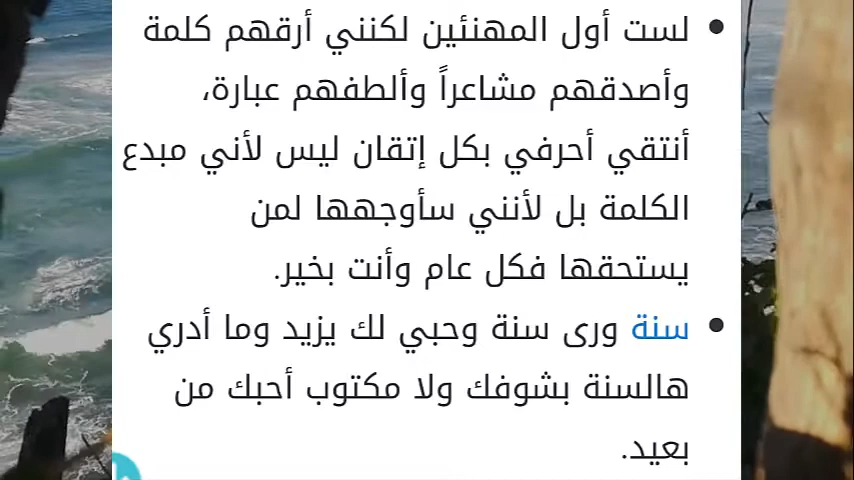 لست أول المهنئين لكنني أرقهم كلمة
وأصدقهم مشاعراً وألطفهم عبارة،
أنتقي أحرفي بكل إتقان ليس لأني مبدع
الكلمة بل لأنني سأوجهها لمن
يستحقها فكل عام وأنت بخير.
سنة ورى سنة وحبي لك يزيد وما أدري
هالسنة بشوفك ولا مكتوب أحبك من
بعيد.